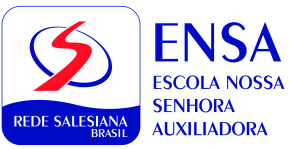 REDE SALESIANA
BRASIL
ENSA
ESCOLA NOSSA
SENHORA
AUXILIADORA